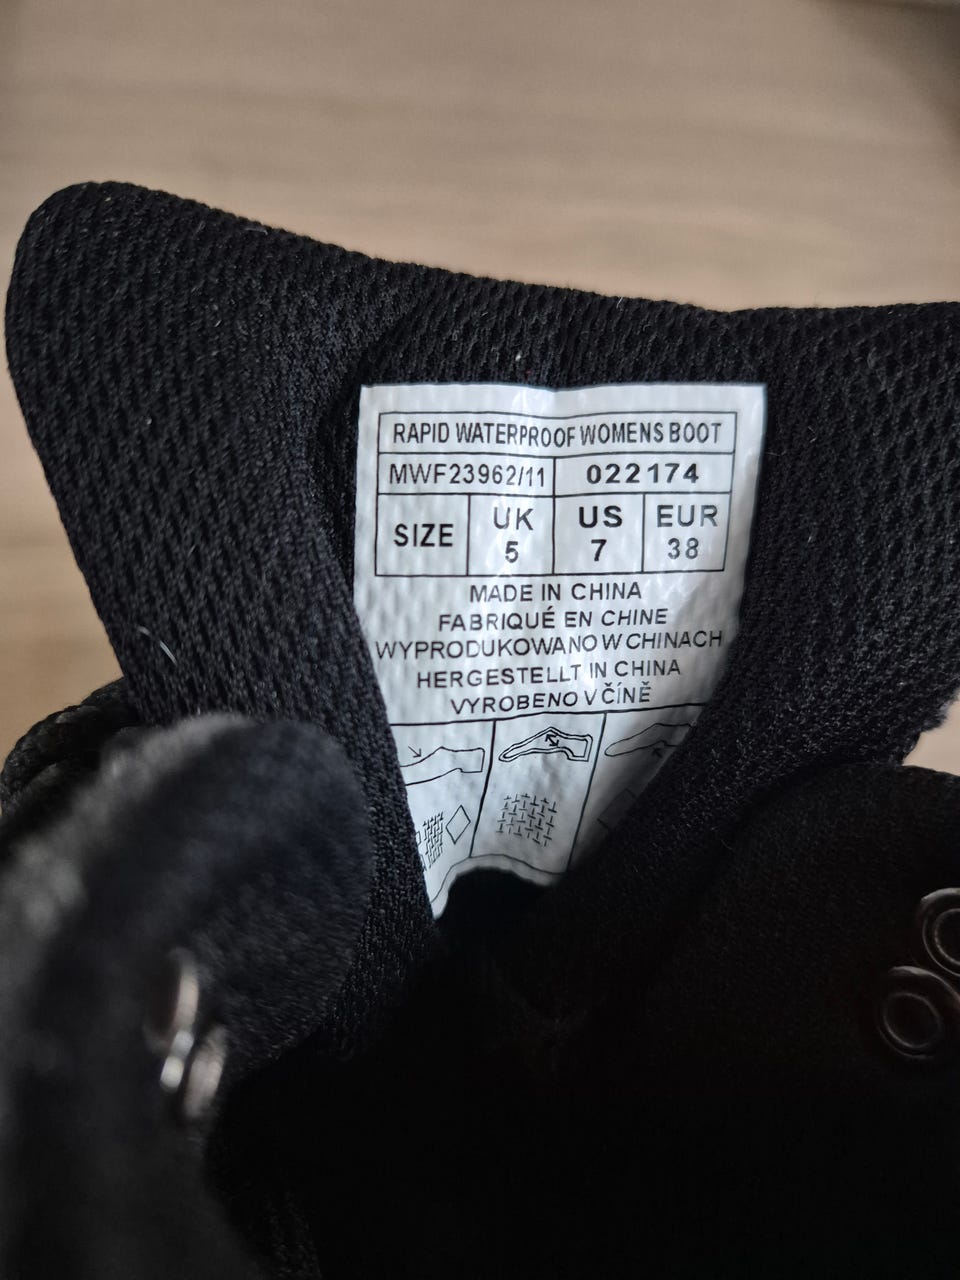 RAPID WATERPROOF WOMENS BOOT
MWF23962/11 022174
SIZE UK 5 US 7 EUR 38
MADE IN CHINA
FABRIQUÉ EN CHINE
WYPRODUKOWANO W CHINACH
HERGESTELLT IN CHINA
VYROBENO V ČÍNĚ